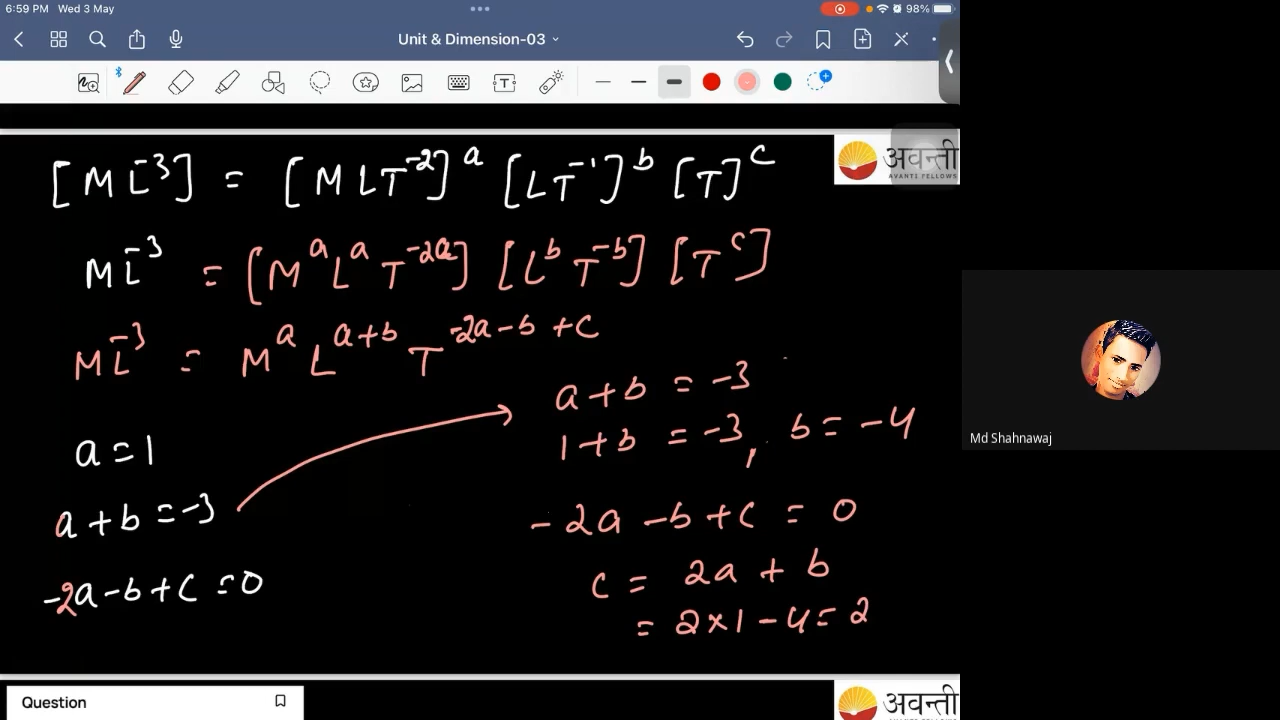 6:59 PM Wed 3 May
98%
Unit & Dimension-03
अवन्ती
AVANTI FELLOWS
[ML⁻³] = [MLT⁻²]ᵃ [LT⁻¹]ᵇ [T]ᶜ
ML⁻³ = [MᵃLᵃT⁻²ᵃ] [LᵇT⁻ᵇ] [Tᶜ]
ML⁻³ = Mᵃ Lᵃ⁺ᵇ T⁻²ᵃ⁻ᵇ⁺ᶜ
a = 1
a + b = -3
-2a - b + c = 0
a + b = -3
1 + b = -3, b = -4
-2a - b + c = 0
c = 2a + b
= 2×1 - 4 = 2
Md Shahnawaj
Question
अवन्ती